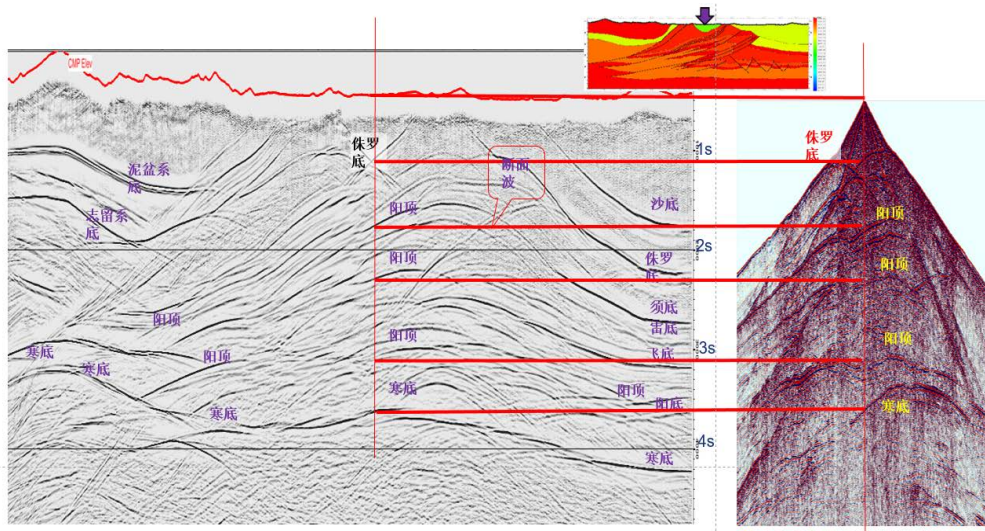 CMP Elev
侏罗
底
侏罗
底
1s
泥盆系
底
断面
波
志留系
底
阳顶
沙底
阳顶
2s
阳顶
侏罗
底
阳顶
须底
阳顶
雷底
阳顶
阳顶
寒底
阳顶
飞底
3s
寒底
寒底
阳顶
阳底
寒底
寒底
4s
寒底